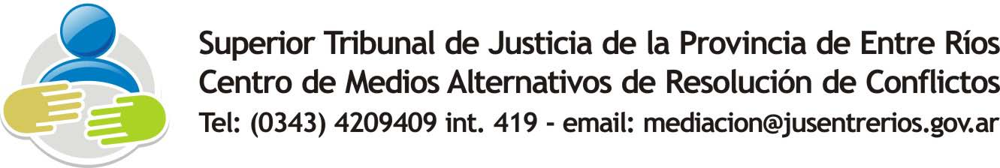 Superior Tribunal de Justicia de la Provincia de Entre Ríos
Centro de Medios Alternativos de Resolución de Conflictos
Tel: (0343) 4209409 int. 419 - email: mediacion@jusentrerios.gov.ar